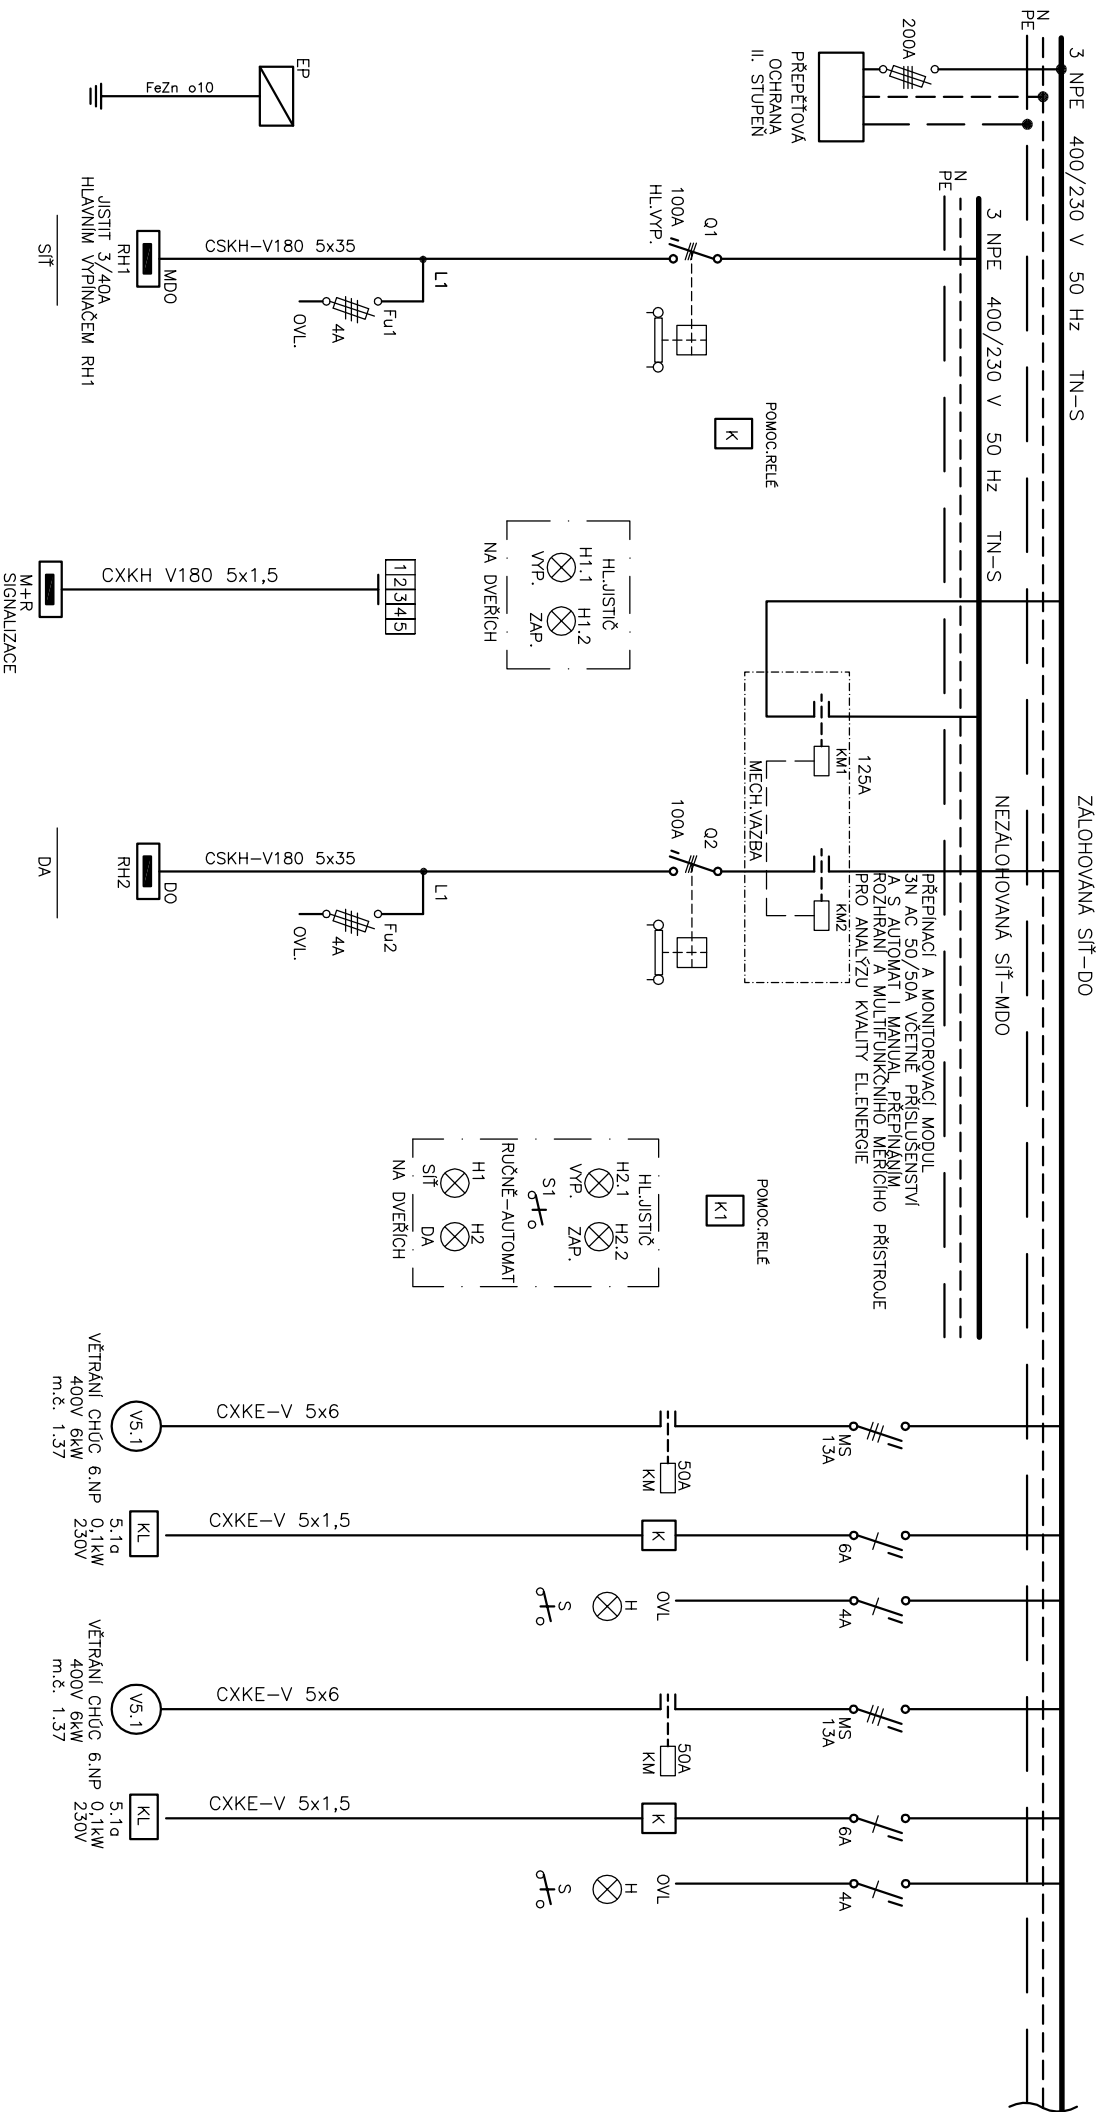 3 NPE 400/230 V 50 Hz TN-S
ZÁLOHOVANÁ SÍŤ-DO
N
PE
200A
PŘEPĚŤOVÁ
OCHRANA
II. STUPEŇ
EP
FeZn o10
3 NPE 400/230 V 50 Hz TN-S
NEZÁLOHOVANÁ SÍŤ-MDO
N
PE
Q1
100A
HL.VYP.
L1
Fu1
4A
OVL.
CSKH-V180 5x35
MDO
RH1
JISTIT 3/40A
HLAVNÍM VYPÍNAČEM RH1
SÍŤ
POMOC.RELÉ
K
HL.JISTIČ
H1.1
H1.2
VYP.
ZAP.
NA DVEŘÍCH
1 2 3 4 5
CXKH V180 5x1,5
M+R
SIGNALIZACE
125A
KM1
KM2
MECH.VAZBA
PŘEPÍNACÍ A MONITOROVACÍ MODUL
3N AC 50/50A VČETNĚ PŘÍSLUŠENSTVÍ
A S AUTOMAT I MANUAL PŘEPÍNÁNÍM
ROZHRANÍ A MULTIFUNKČNÍHO MĚŘÍCÍHO PŘÍSTROJE
PRO ANALÝZU KVALITY EL.ENERGIE
Q2
100A
L1
Fu2
4A
OVL.
CSKH-V180 5x35
DO
RH2
DA
POMOC.RELÉ
K1
HL.JISTIČ
H2.1
H2.2
VYP.
ZAP.
S1
RUČNĚ-AUTOMAT
H1
H2
SÍŤ
DA
NA DVEŘÍCH
MS
13A
50A
KM
CXKE-V 5x6
V5.1
VĚTRÁNÍ CHÚC 6.NP
400V 6kW
m.č. 1.37
6A
K
CXKE-V 5x1,5
KL
5.1a
0,1kW
230V
4A
OVL
H
S
MS
13A
50A
KM
CXKE-V 5x6
V5.1
VĚTRÁNÍ CHÚC 6.NP
400V 6kW
m.č. 1.37
6A
K
CXKE-V 5x1,5
KL
5.1a
0,1kW
230V
4A
OVL
H
S